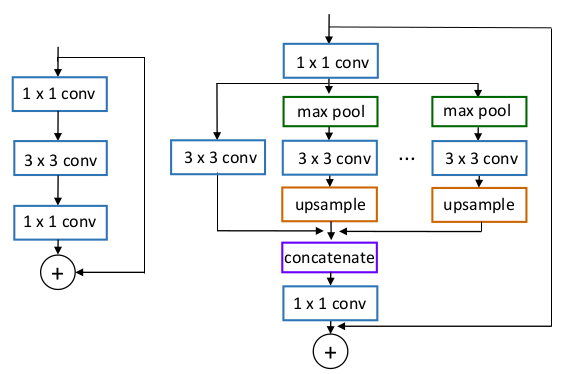 1 x 1 conv
3 x 3 conv
1 x 1 conv
+
1 x 1 conv
max pool
max pool
3 x 3 conv
3 x 3 conv
...
3 x 3 conv
upsample
upsample
concatenate
1 x 1 conv
+